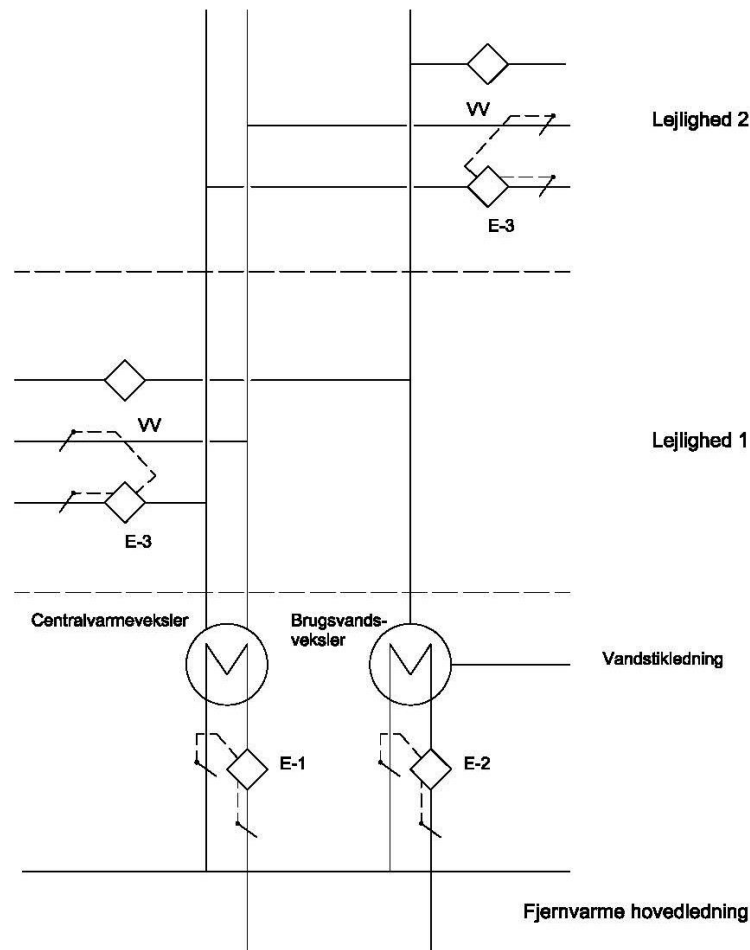 VV
Lejlighed 2
E-3
VV
Lejlighed 1
E-3
Centralvarmeveksler
Brugsvands-
veksler
Vandstikledning
E-1
E-2
Fjernvarme hovedledning